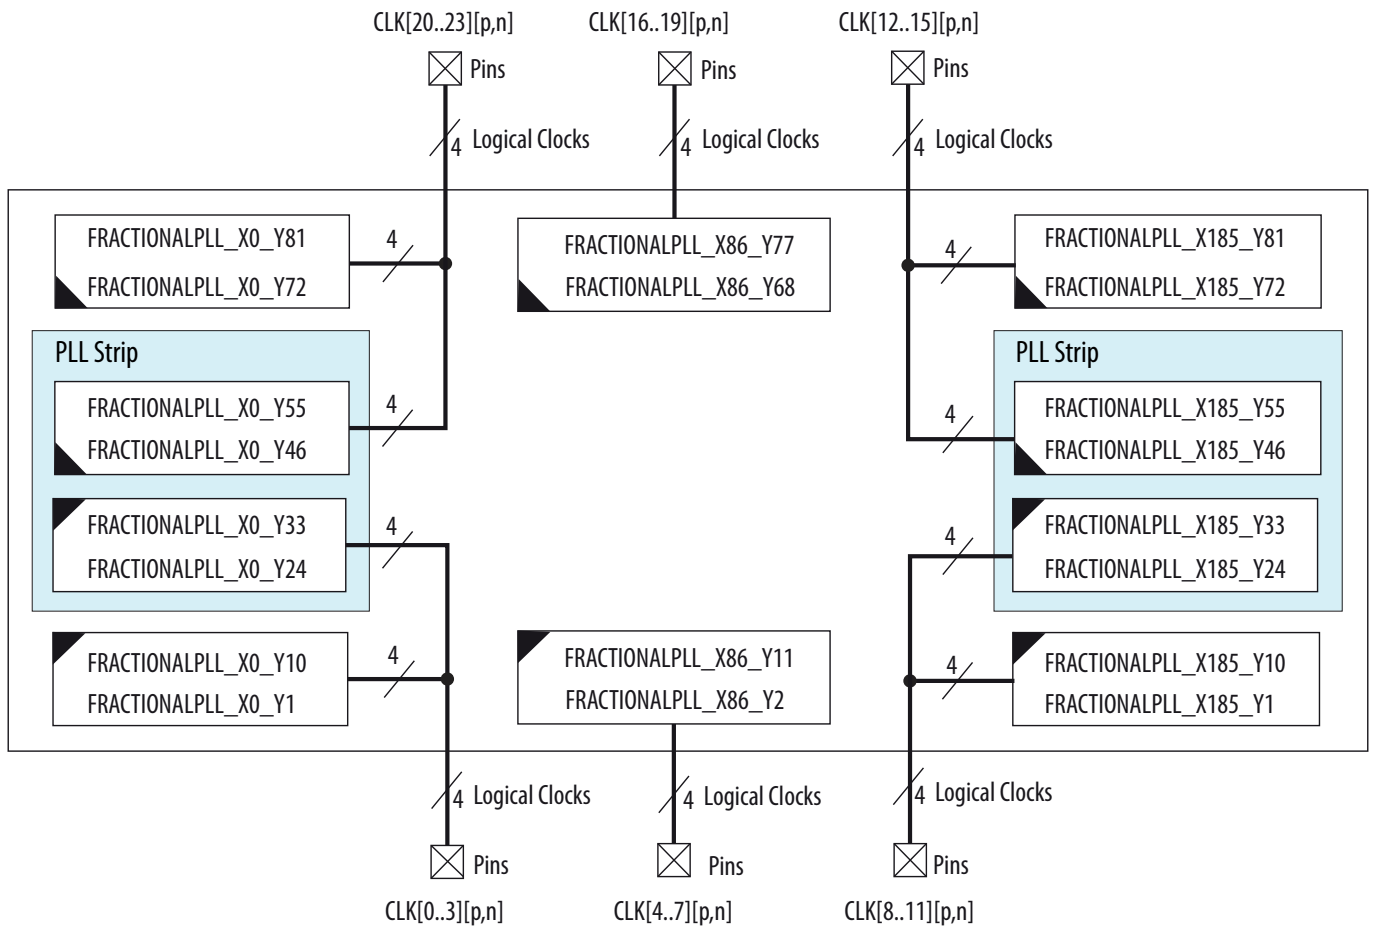 CLK[20..23][p,n]
CLK[16..19][p,n]
CLK[12..15][p,n]
Pins
Pins
Pins
4 Logical Clocks
4 Logical Clocks
4 Logical Clocks
FRACTIONALPLL_X0_Y81
FRACTIONALPLL_X0_Y72
4
FRACTIONALPLL_X86_Y77
FRACTIONALPLL_X86_Y68
4
FRACTIONALPLL_X185_Y81
FRACTIONALPLL_X185_Y72
PLL Strip
FRACTIONALPLL_X0_Y55
FRACTIONALPLL_X0_Y46
4
FRACTIONALPLL_X0_Y33
FRACTIONALPLL_X0_Y24
4
PLL Strip
4
FRACTIONALPLL_X185_Y55
FRACTIONALPLL_X185_Y46
4
FRACTIONALPLL_X185_Y33
FRACTIONALPLL_X185_Y24
FRACTIONALPLL_X0_Y10
FRACTIONALPLL_X0_Y1
4
FRACTIONALPLL_X86_Y11
FRACTIONALPLL_X86_Y2
4
FRACTIONALPLL_X185_Y10
FRACTIONALPLL_X185_Y1
4 Logical Clocks
4 Logical Clocks
4 Logical Clocks
Pins
Pins
Pins
CLK[0..3][p,n]
CLK[4..7][p,n]
CLK[8..11][p,n]